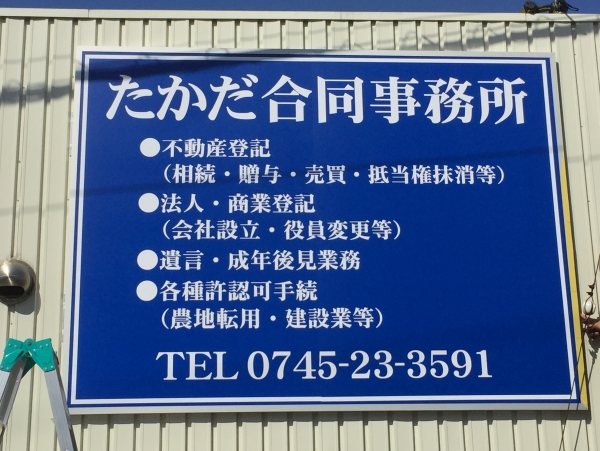 たかだ合同事務所
●不動産登記
（相続・贈与・売買・抵当権抹消等）
●法人・商業登記
（会社設立・役員変更等）
●遺言・成年後見業務
●各種許認可手続
（農地転用・建設業等）
TEL 0745-23-3591